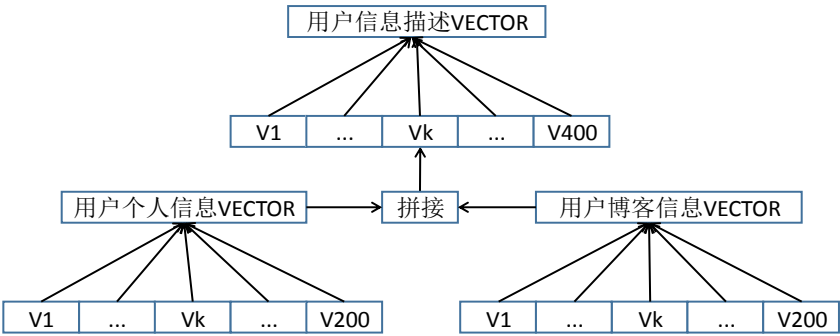 用户信息描述VECTOR
V1 ... Vk ... V400
用户个人信息VECTOR 拼接 用户博客信息VECTOR
V1 ... Vk ... V200 V1 ... Vk ... V200